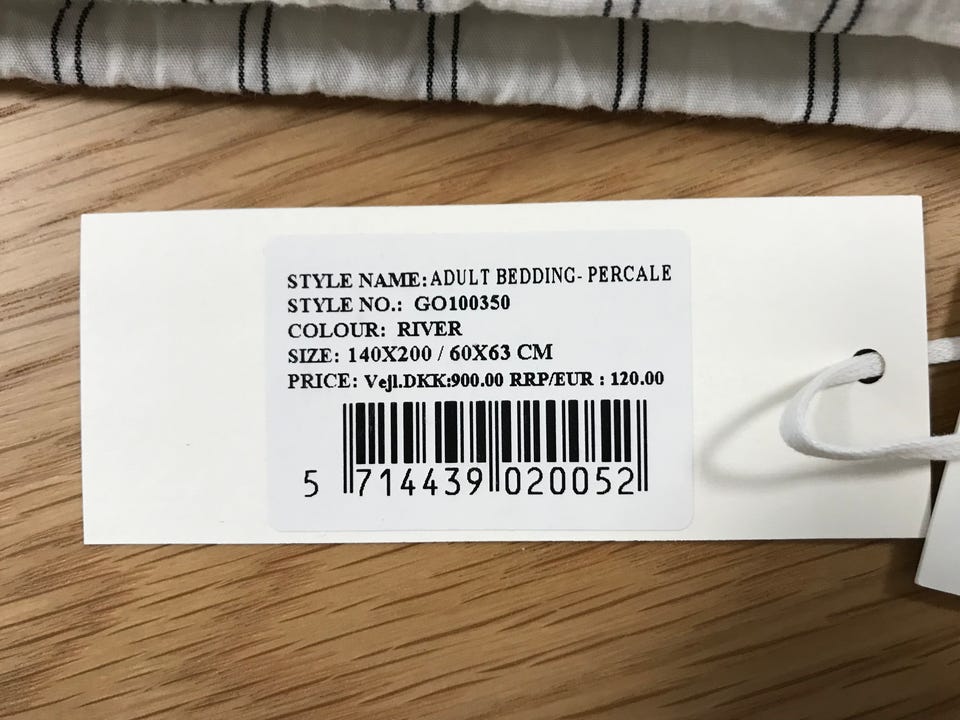 STYLE NAME: ADULT BEDDING- PERCALE
STYLE NO.: GO100350
COLOUR: RIVER
SIZE: 140X200 / 60X63 CM
PRICE: Vejl.DKK:900.00 RRP/EUR : 120.00
5 714439 020052